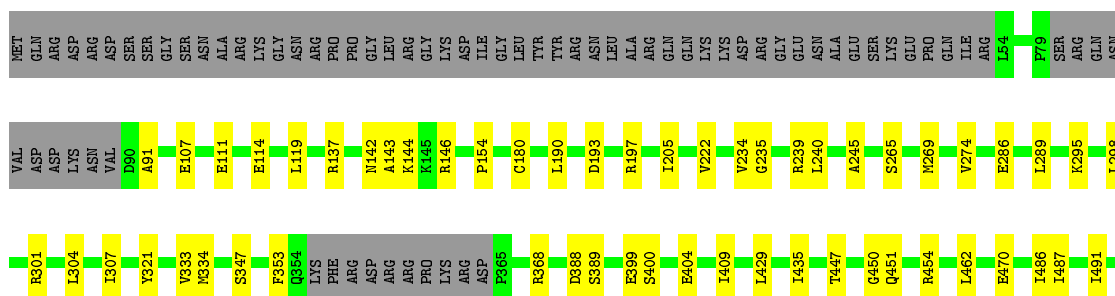 MET GLN ARG ASP ARG ASP SER SER GLY SER ASN ALA ARG LYS GLY ASN ARG PRO PRO GLY LEU ARG GLY LYS ASP ILE GLY LEU TYR TYR ARG ASN LEU ALA ARG GLN GLN LYS LYS ASP ARG GLY GLU ASN ALA GLU SER LYS GLU PRO GLN ILE ARG L54 P79 SER ARG GLN ASN
VAL ASP ASP LYS ASN VAL D90 A91 E107 E111 E114 L119 R137 N142 A143 K144 K145 R146 P154 C180 L190 D193 R197 I205 V222 V234 G235 R239 L240 A245 S265 M269 V274 E286 L289 K295 L298
R301 L304 I307 Y321 V333 M334 S347 F353 Q354 LYS PHE ARG ASP ARG ARG PRO LYS ARG ASP P365 R368 D388 S389 E399 S400 E404 I409 L429 I435 T447 G450 Q451 R454 L462 E470 I486 I487 I491